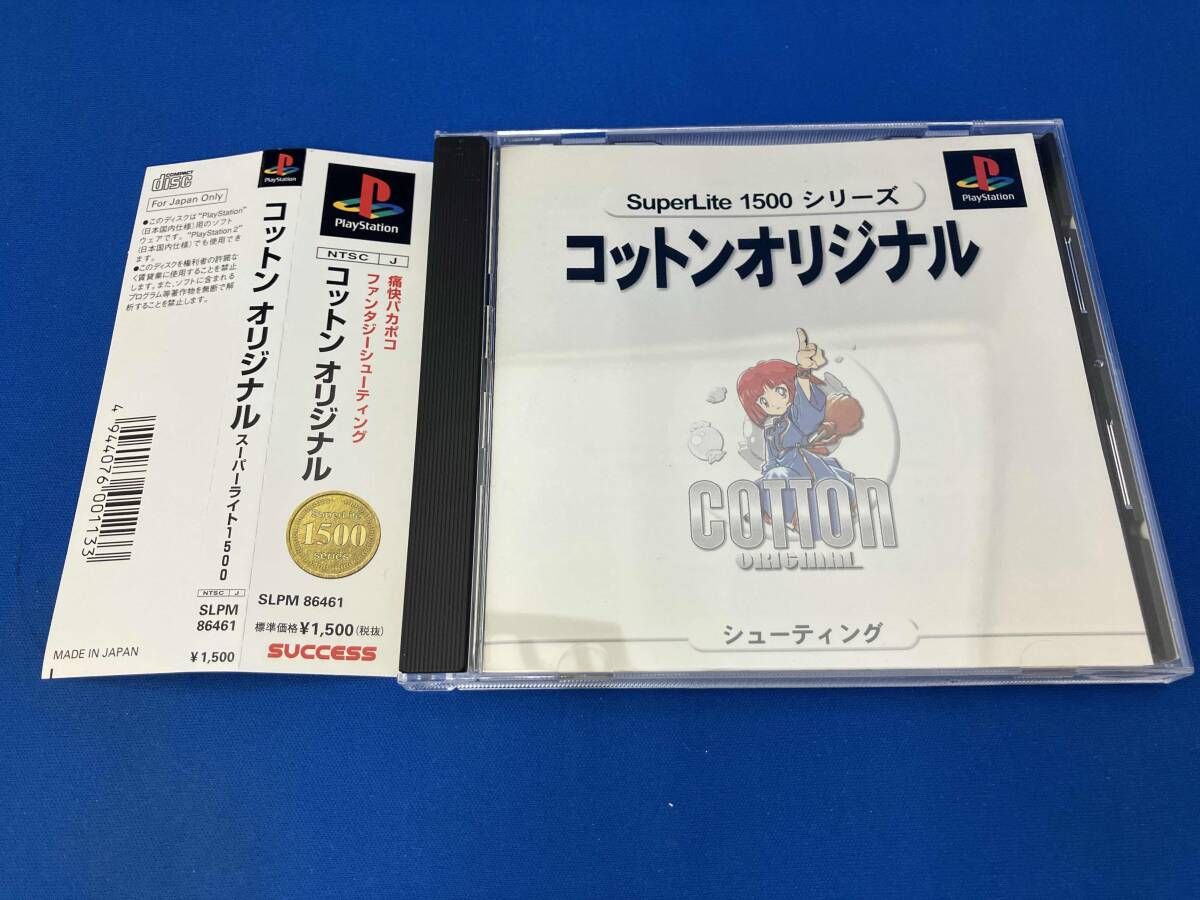 COMPACT
disc
For Japan Only
●このディスクは"PlayStation"
(日本国内仕様)用のソフト
ウェアです。"PlayStation 2"
(日本国内仕様)でも使用でき
ます。
●このディスクを権利者の許諾な
く賃貸業に使用することを禁止
します。また、ソフトに含まれる
プログラム等著作物を無断で解
析することを禁止します。
4 944076 001133
MADE IN JAPAN
PlayStation
コットン オリジナル
スーパーライト1500
NTSC J
SLPM
86461
¥1,500
PlayStation
NTSC J
痛快パカポコ
ファンタジーシューティング
コットン オリジナル
SuperLite
1500
series
SLPM 86461
標準価格¥1,500(税抜)
SUCCESS
PlayStation
SuperLite 1500 シリーズ
コットンオリジナル
COTTON
ORIGINAL
シューティング